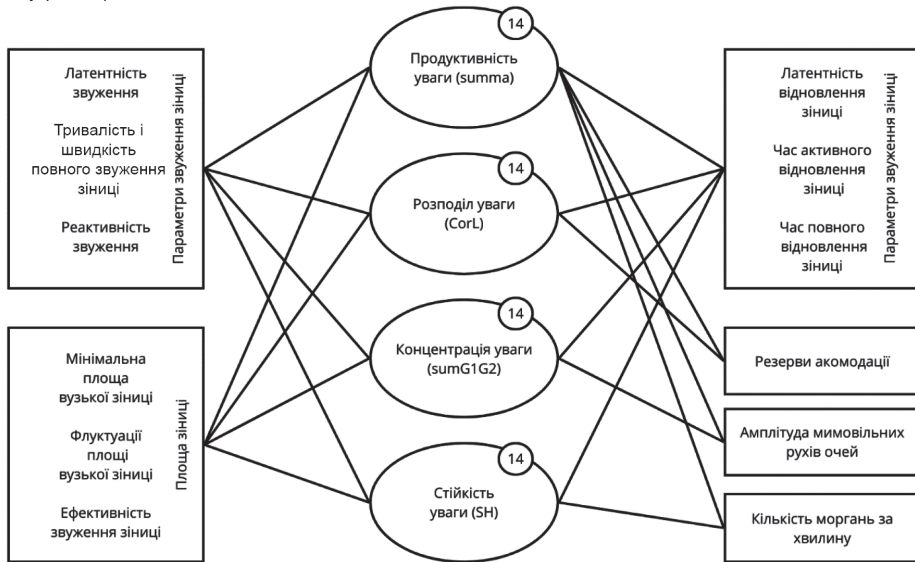 Латентність
звуження
Тривалість і
швидкість
повного звуження
зіниці
Реактивність
звуження
Параметри звуження зіниці
Мінімальна
площа
вузької зіниці
Флуктуації
площі
вузької зіниці
Ефективність
звуження зіниці
Площа зіниці
14
Продуктивність
уваги (summa)
14
Розподіл уваги
(CorL)
14
Концентрація уваги
(sumG1G2)
14
Стійкість
уваги (SH)
Латентність
відновлення
зіниці
Час активного
відновлення
зіниці
Час повного
відновлення
зіниці
Параметри звуження зіниці
Резерви акомодації
Амплітуда мимовільних
рухів очей
Кількість моргань за
хвилину